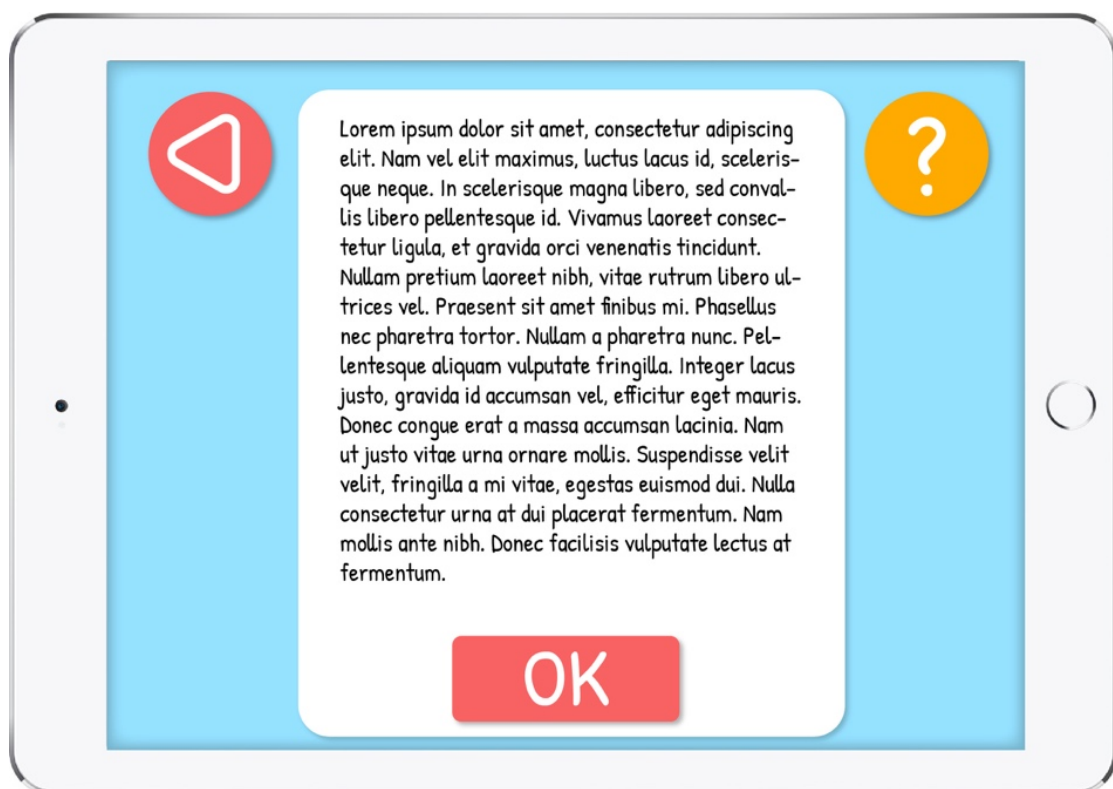 Lorem ipsum dolor sit amet, consectetur adipiscing
elit. Nam vel elit maximus, luctus lacus id, sceleris-
que neque. In scelerisque magna libero, sed conval-
lis libero pellentesque id. Vivamus laoreet consec-
tetur ligula, et gravida orci venenatis tincidunt.
Nullam pretium laoreet nibh, vitae rutrum libero ul-
trices vel. Praesent sit amet finibus mi. Phasellus
nec pharetra tortor. Nullam a pharetra nunc. Pel-
lentesque aliquam vulputate fringilla. Integer lacus
justo, gravida id accumsan vel, efficitur eget mauris.
Donec congue erat a massa accumsan lacinia. Nam
ut justo vitae urna ornare mollis. Suspendisse velit
velit, fringilla a mi vitae, egestas euismod dui. Nulla
consectetur urna at dui placerat fermentum. Nam
mollis ante nibh. Donec facilisis vulputate lectus at
fermentum.
?
OK